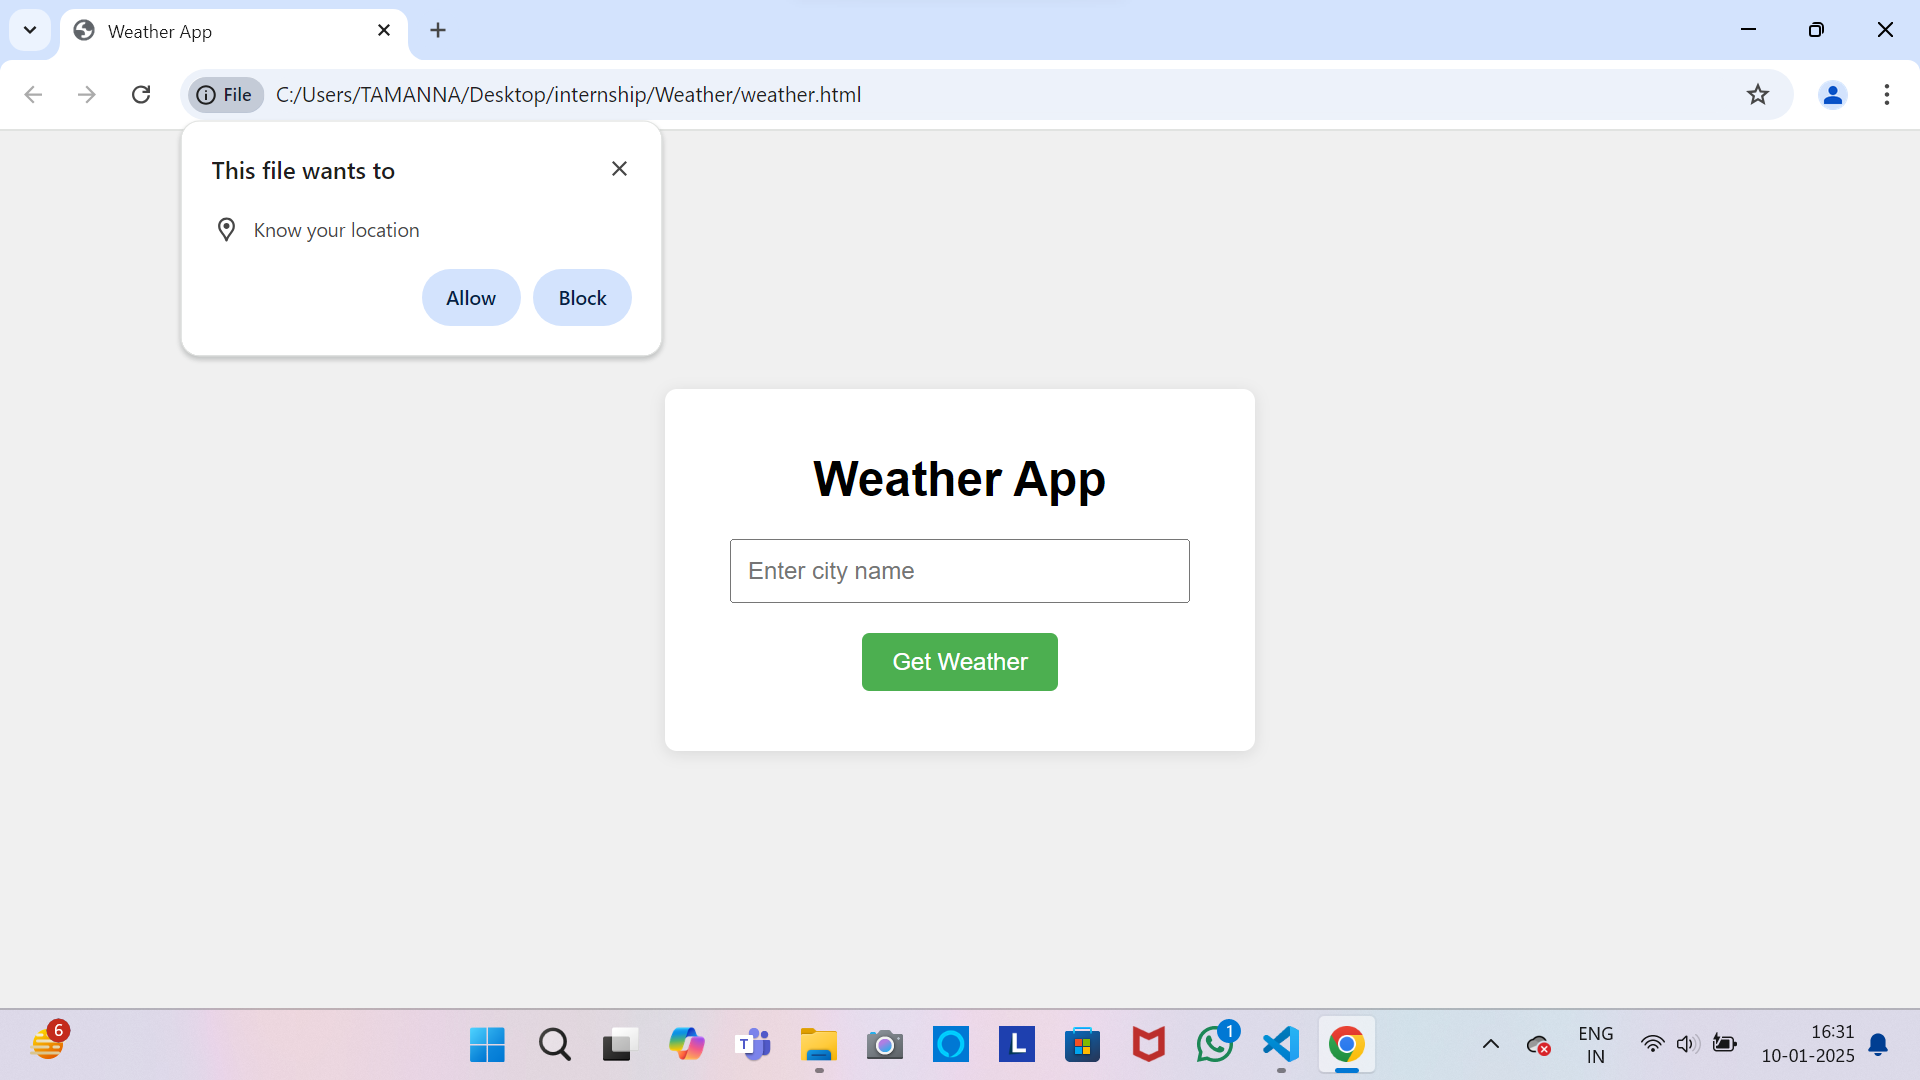 Weather App
File
C:/Users/TAMANNA/Desktop/internship/Weather/weather.html
This file wants to
Know your location
Allow
Block
Weather App
Enter city name
Get Weather
6
T
L
1
ENG
IN
16:31
10-01-2025